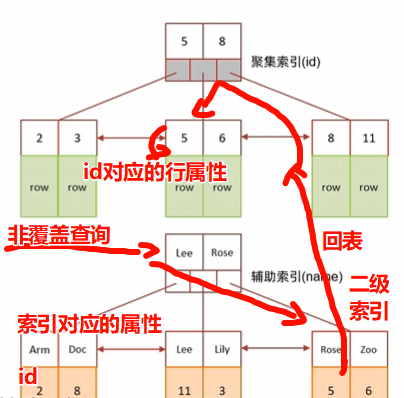 5 8
聚集索引(id)
2 3 5 6 8 11
id对应的行属性
row row row row row row
非覆盖查询
Lee Rose
回表
辅助索引(name)
二级
索引
索引对应的属性
Arm Doc Lee Lily Rose Zoo
id
2 8 11 3 5 6